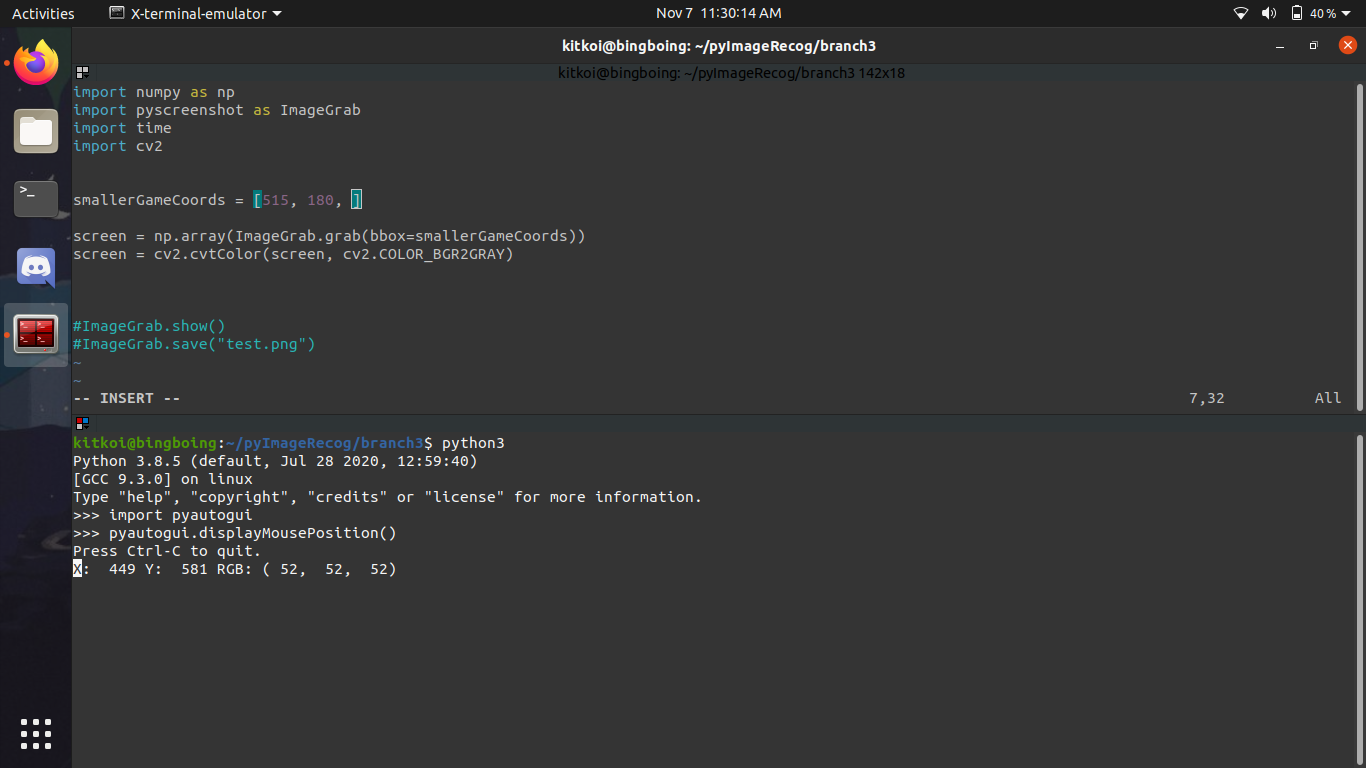 Activities X-terminal-emulator Nov 7 11:30:14 AM 40 %
kitkoi@bingboing: ~/pyImageRecog/branch3
kitkoi@bingboing: ~/pyImageRecog/branch3 142x18
import numpy as np
import pyscreenshot as ImageGrab
import time
import cv2
smallerGameCoords = [515, 180, ]
screen = np.array(ImageGrab.grab(bbox=smallerGameCoords))
screen = cv2.cvtColor(screen, cv2.COLOR_BGR2GRAY)
#ImageGrab.show()
#ImageGrab.save("test.png")
~
~
-- INSERT -- 7,32 All
kitkoi@bingboing:~/pyImageRecog/branch3$ python3
Python 3.8.5 (default, Jul 28 2020, 12:59:40)
[GCC 9.3.0] on linux
Type "help", "copyright", "credits" or "license" for more information.
>>> import pyautogui
>>> pyautogui.displayMousePosition()
Press Ctrl-C to quit.
X:  449 Y:  581 RGB: ( 52,  52,  52)